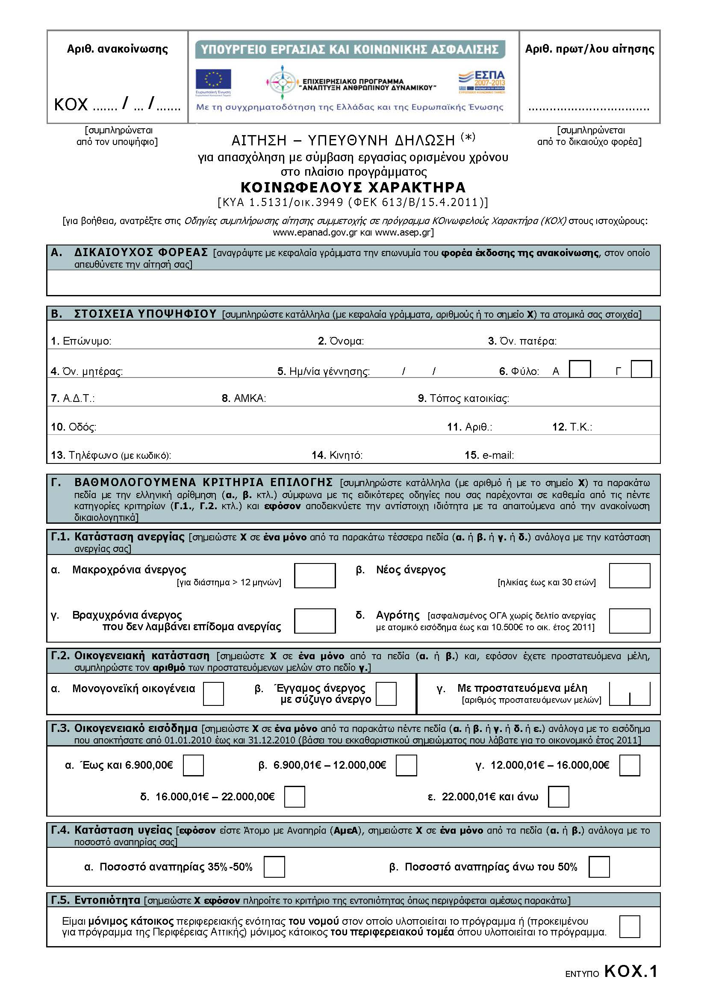 Αριθ. ανακοίνωσης
ΚΟΧ ....... / ... /.......
ΥΠΟΥΡΓΕΙΟ ΕΡΓΑΣΙΑΣ ΚΑΙ ΚΟΙΝΩΝΙΚΗΣ ΑΣΦΑΛΙΣΗΣ
Ευρωπαϊκή Ένωση
ΕΠΙΧΕΙΡΗΣΙΑΚΟ ΠΡΟΓΡΑΜΜΑ
"ΑΝΑΠΤΥΞΗ ΑΝΘΡΩΠΙΝΟΥ ΔΥΝΑΜΙΚΟΥ"
ΕΣΠΑ
2007-2013
ΕΥΡΩΠΑΪΚΟ ΚΟΙΝΩΝΙΚΟ ΤΑΜΕΙΟ
Με τη συγχρηματοδότηση της Ελλάδας και της Ευρωπαϊκής Ένωσης
Αριθ. πρωτ/λου αίτησης
..................................
[συμπληρώνεται
από τον υποψήφιο]
[συμπληρώνεται
από το δικαιούχο φορέα]
ΑΙΤΗΣΗ – ΥΠΕΥΘΥΝΗ ΔΗΛΩΣΗ (*)
για απασχόληση με σύμβαση εργασίας ορισμένου χρόνου
στο πλαίσιο προγράμματος
ΚΟΙΝΩΦΕΛΟΥΣ ΧΑΡΑΚΤΗΡΑ
[ΚΥΑ 1.5131/οικ.3949 (ΦΕΚ 613/Β/15.4.2011)]
[για βοήθεια, ανατρέξτε στις Οδηγίες συμπλήρωσης αίτησης συμμετοχής σε πρόγραμμα ΚΟινωφελούς Χαρακτήρα (ΚΟΧ) στους ιστοχώρους:
www.epanad.gov.gr και www.asep.gr]
Α. ΔΙΚΑΙΟΥΧΟΣ ΦΟΡΕΑΣ [αναγράψτε με κεφαλαία γράμματα την επωνυμία του φορέα έκδοσης της ανακοίνωσης, στον οποίο
απευθύνετε την αίτησή σας]
Β. ΣΤΟΙΧΕΙΑ ΥΠΟΨΗΦΙΟΥ [συμπληρώστε κατάλληλα (με κεφαλαία γράμματα, αριθμούς ή το σημείο Χ) τα ατομικά σας στοιχεία]
1. Επώνυμο: 2. Όνομα: 3. Όν. πατέρα:
4. Όν. μητέρας: 5. Ημ/νία γέννησης: / / 6. Φύλο: Α Γ
7. Α.Δ.Τ.: 8. ΑΜΚΑ: 9. Τόπος κατοικίας:
10. Οδός: 11. Αριθ.: 12. Τ.Κ.:
13. Τηλέφωνο (με κωδικό): 14. Κινητό: 15. e-mail:
Γ. ΒΑΘΜΟΛΟΓΟΥΜΕΝΑ ΚΡΙΤΗΡΙΑ ΕΠΙΛΟΓΗΣ [συμπληρώστε κατάλληλα (με αριθμό ή με το σημείο Χ) τα παρακάτω
πεδία με την ελληνική αρίθμηση (α., β. κτλ.) σύμφωνα με τις ειδικότερες οδηγίες που σας παρέχονται σε καθεμία από τις πέντε
κατηγορίες κριτηρίων (Γ.1., Γ.2. κτλ.) και εφόσον αποδεικνύετε την αντίστοιχη ιδιότητα με τα απαιτούμενα από την ανακοίνωση
δικαιολογητικά]
Γ.1. Κατάσταση ανεργίας [σημειώστε Χ σε ένα μόνο από τα παρακάτω τέσσερα πεδία (α. ή β. ή γ. ή δ.) ανάλογα με την κατάσταση
ανεργίας σας]
α. Μακροχρόνια άνεργος
[για διάστημα > 12 μηνών]
β. Νέος άνεργος
[ηλικίας έως και 30 ετών]
γ. Βραχυχρόνια άνεργος
που δεν λαμβάνει επίδομα ανεργίας
δ. Αγρότης [ασφαλισμένος ΟΓΑ χωρίς δελτίο ανεργίας
με ατομικό εισόδημα έως και 10.500€ το οικ. έτος 2011]
Γ.2. Οικογενειακή κατάσταση [σημειώστε Χ σε ένα μόνο από τα πεδία (α. ή β.) και, εφόσον έχετε προστατευόμενα μέλη,
συμπληρώστε τον αριθμό των προστατευόμενων μελών στο πεδίο γ.]
α. Μονογονεϊκή οικογένεια
β. Έγγαμος άνεργος
με σύζυγο άνεργο
γ. Με προστατευόμενα μέλη
[αριθμός προστατευόμενων μελών]
Γ.3. Οικογενειακό εισόδημα [σημειώστε Χ σε ένα μόνο από τα παρακάτω πέντε πεδία (α. ή β. ή γ. ή δ. ή ε.) ανάλογα με το εισόδημα
που αποκτήσατε από 01.01.2010 έως και 31.12.2010 (βάσει του εκκαθαριστικού σημειώματος που λάβατε για το οικονομικό έτος 2011]
α. Έως και 6.900,00€ β. 6.900,01€ – 12.000,00€ γ. 12.000,01€ – 16.000,00€
δ. 16.000,01€ – 22.000,00€ ε. 22.000,01€ και άνω
Γ.4. Κατάσταση υγείας [εφόσον είστε Άτομο με Αναπηρία (ΑμεΑ), σημειώστε Χ σε ένα μόνο από τα πεδία (α. ή β.) ανάλογα με το
ποσοστό αναπηρίας σας]
α. Ποσοστό αναπηρίας 35%-50% β. Ποσοστό αναπηρίας άνω του 50%
Γ.5. Εντοπιότητα [σημειώστε Χ εφόσον πληροίτε το κριτήριο της εντοπιότητας όπως περιγράφεται αμέσως παρακάτω]
Είμαι μόνιμος κάτοικος περιφερειακής ενότητας του νομού στον οποίο υλοποιείται το πρόγραμμα ή (προκειμένου
για πρόγραμμα της Περιφέρειας Αττικής) μόνιμος κάτοικος του περιφερειακού τομέα όπου υλοποιείται το πρόγραμμα.
ΕΝΤΥΠΟ ΚΟΧ.1